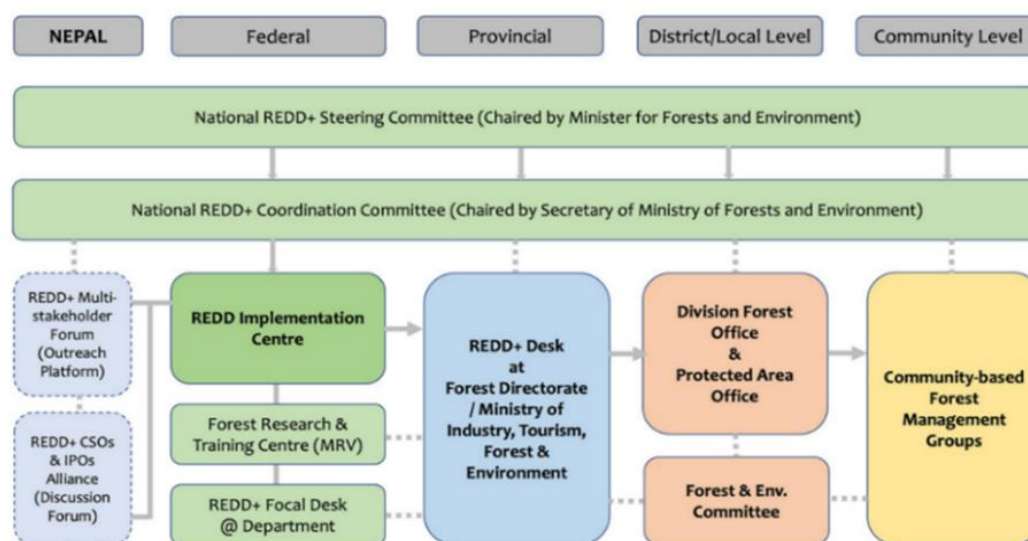 NEPAL
Federal
Provincial
District/Local Level
Community Level
National REDD+ Steering Committee (Chaired by Minister for Forests and Environment)
National REDD+ Coordination Committee (Chaired by Secretary of Ministry of Forests and Environment)
REDD+ Multi-
stakeholder
Forum
(Outreach
Platform)
REDD+ CSOs
& IPOs
Alliance
(Discussion
Forum)
REDD Implementation
Centre
Forest Research &
Training Centre (MRV)
REDD+ Focal Desk
@ Department
REDD+ Desk
at
Forest Directorate
/ Ministry of
Industry, Tourism,
Forest &
Environment
Division Forest
Office
&
Protected Area
Office
Forest & Env.
Committee
Community-based
Forest
Management
Groups